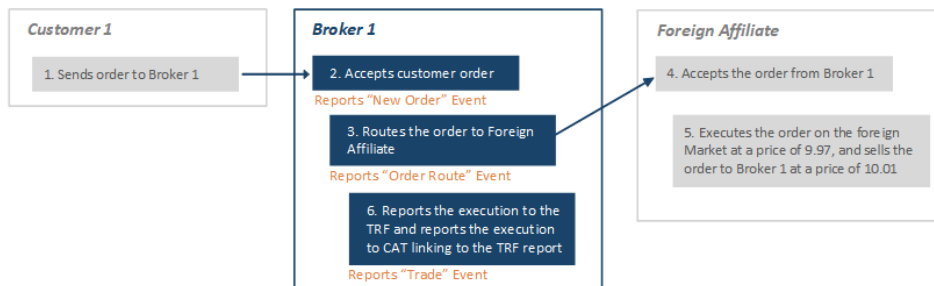 Customer 1
1. Sends order to Broker 1
Broker 1
2. Accepts customer order
Reports “New Order” Event
3. Routes the order to Foreign
Affiliate
Reports “Order Route” Event
6. Reports the execution to the
TRF and reports the execution
to CAT linking to the TRF report
Reports “Trade” Event
Foreign Affiliate
4. Accepts the order from Broker 1
5. Executes the order on the foreign
Market at a price of 9.97, and sells the
order to Broker 1 at a price of 10.01